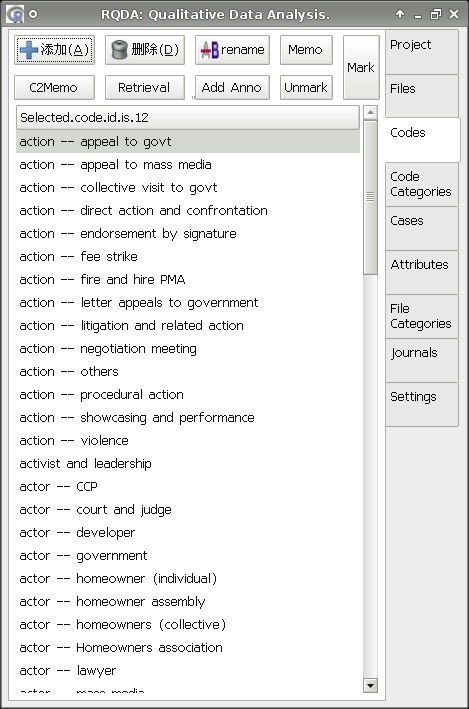 RQDA: Qualitative Data Analysis.
添加(A) 删除(D) rename Memo Mark
C2Memo Retrieval Add Anno Unmark
Selected.code.id.is.12
action -- appeal to govt
action -- appeal to mass media
action -- collective visit to govt
action -- direct action and confrontation
action -- endorsement by signature
action -- fee strike
action -- fire and hire PMA
action -- letter appeals to government
action -- litigation and related action
action -- negotiation meeting
action -- others
action -- procedural action
action -- showcasing and performance
action -- violence
activist and leadership
actor -- CCP
actor -- court and judge
actor -- developer
actor -- government
actor -- homeowner (individual)
actor -- homeowner assembly
actor -- homeowners (collective)
actor -- Homeowners association
actor -- lawyer
actor -- mass media
Project
Files
Codes
Code
Categories
Cases
Attributes
File
Categories
Journals
Settings